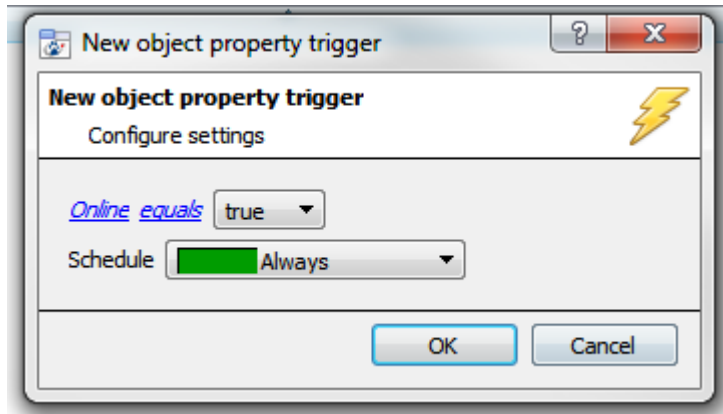 New object property trigger
?
New object property trigger
Configure settings
Online equals true
Schedule Always
OK Cancel